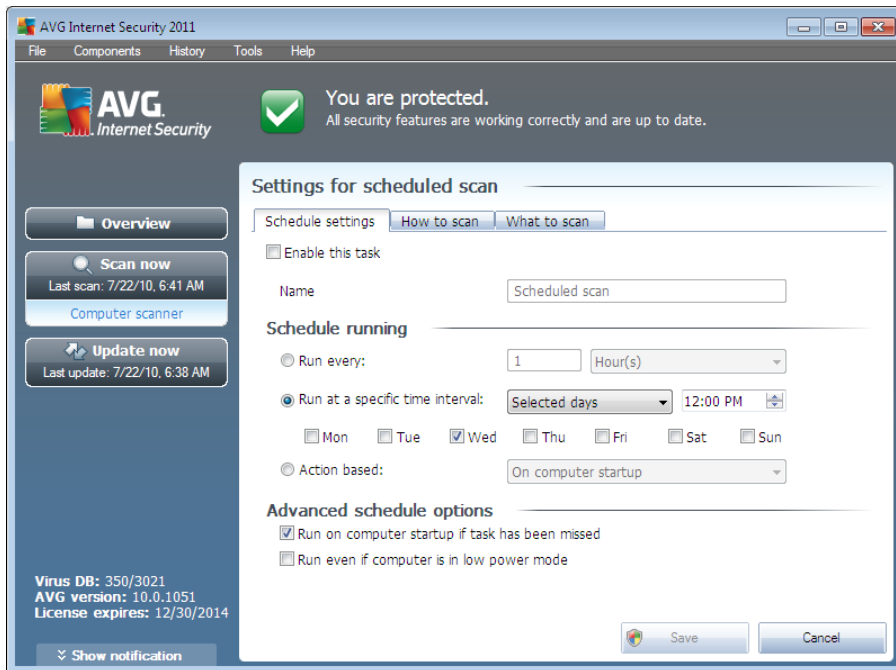 AVG Internet Security 2011
File Components History Tools Help
AVG.
Internet Security
You are protected.
All security features are working correctly and are up to date.
Overview
Scan now
Last scan: 7/22/10, 6:41 AM
Computer scanner
Update now
Last update: 7/22/10, 6:38 AM
Virus DB: 350/3021
AVG version: 10.0.1051
License expires: 12/30/2014
Show notification
Settings for scheduled scan
Schedule settings How to scan What to scan
Enable this task
Name Scheduled scan
Schedule running
Run every: 1 Hour(s)
Run at a specific time interval: Selected days 12:00 PM
Mon Tue Wed Thu Fri Sat Sun
Action based: On computer startup
Advanced schedule options
Run on computer startup if task has been missed
Run even if computer is in low power mode
Save Cancel